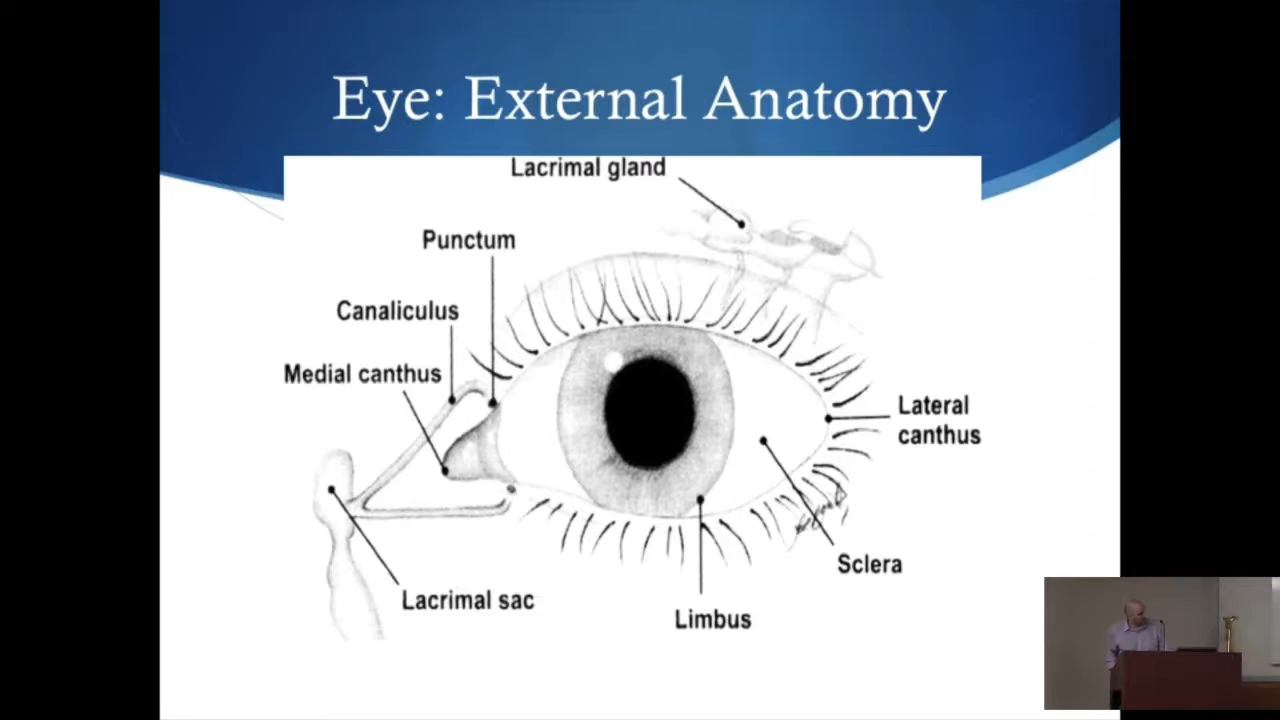 Eye: External Anatomy
Lacrimal gland
Punctum
Canaliculus
Medial canthus
Lateral
canthus
Sclera
Lacrimal sac
Limbus